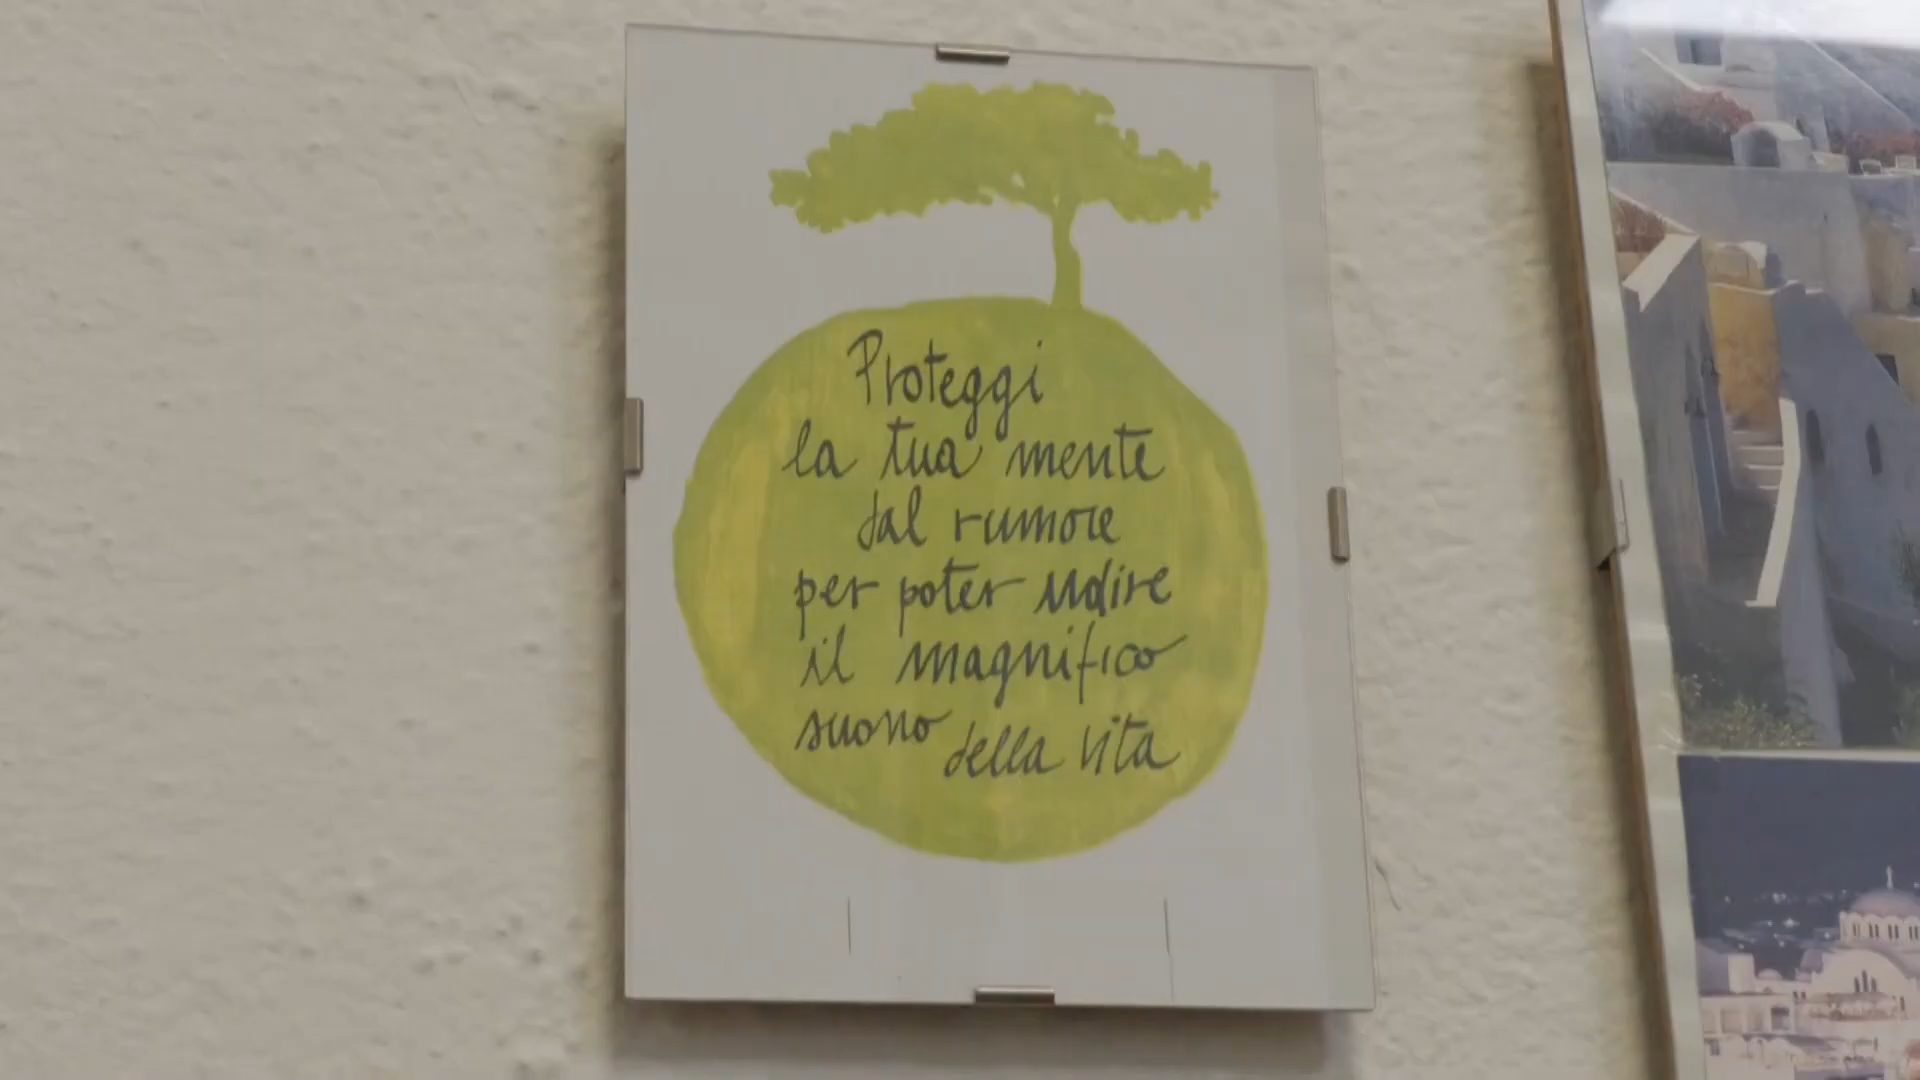 Proteggi
la tua mente
dal rumore
per poter udire
il magnifico
suono della vita